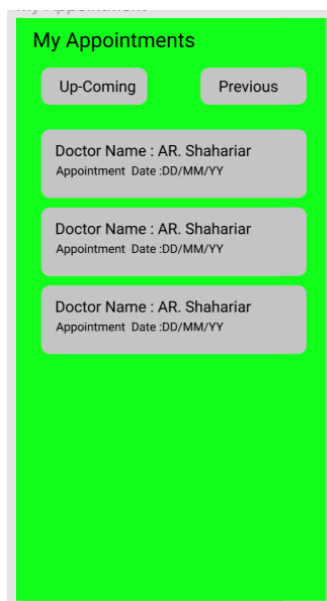 My Appointments
Up-Coming
Previous
Doctor Name : AR. Shahariar
Appointment Date :DD/MM/YY
Doctor Name : AR. Shahariar
Appointment Date :DD/MM/YY
Doctor Name : AR. Shahariar
Appointment Date :DD/MM/YY